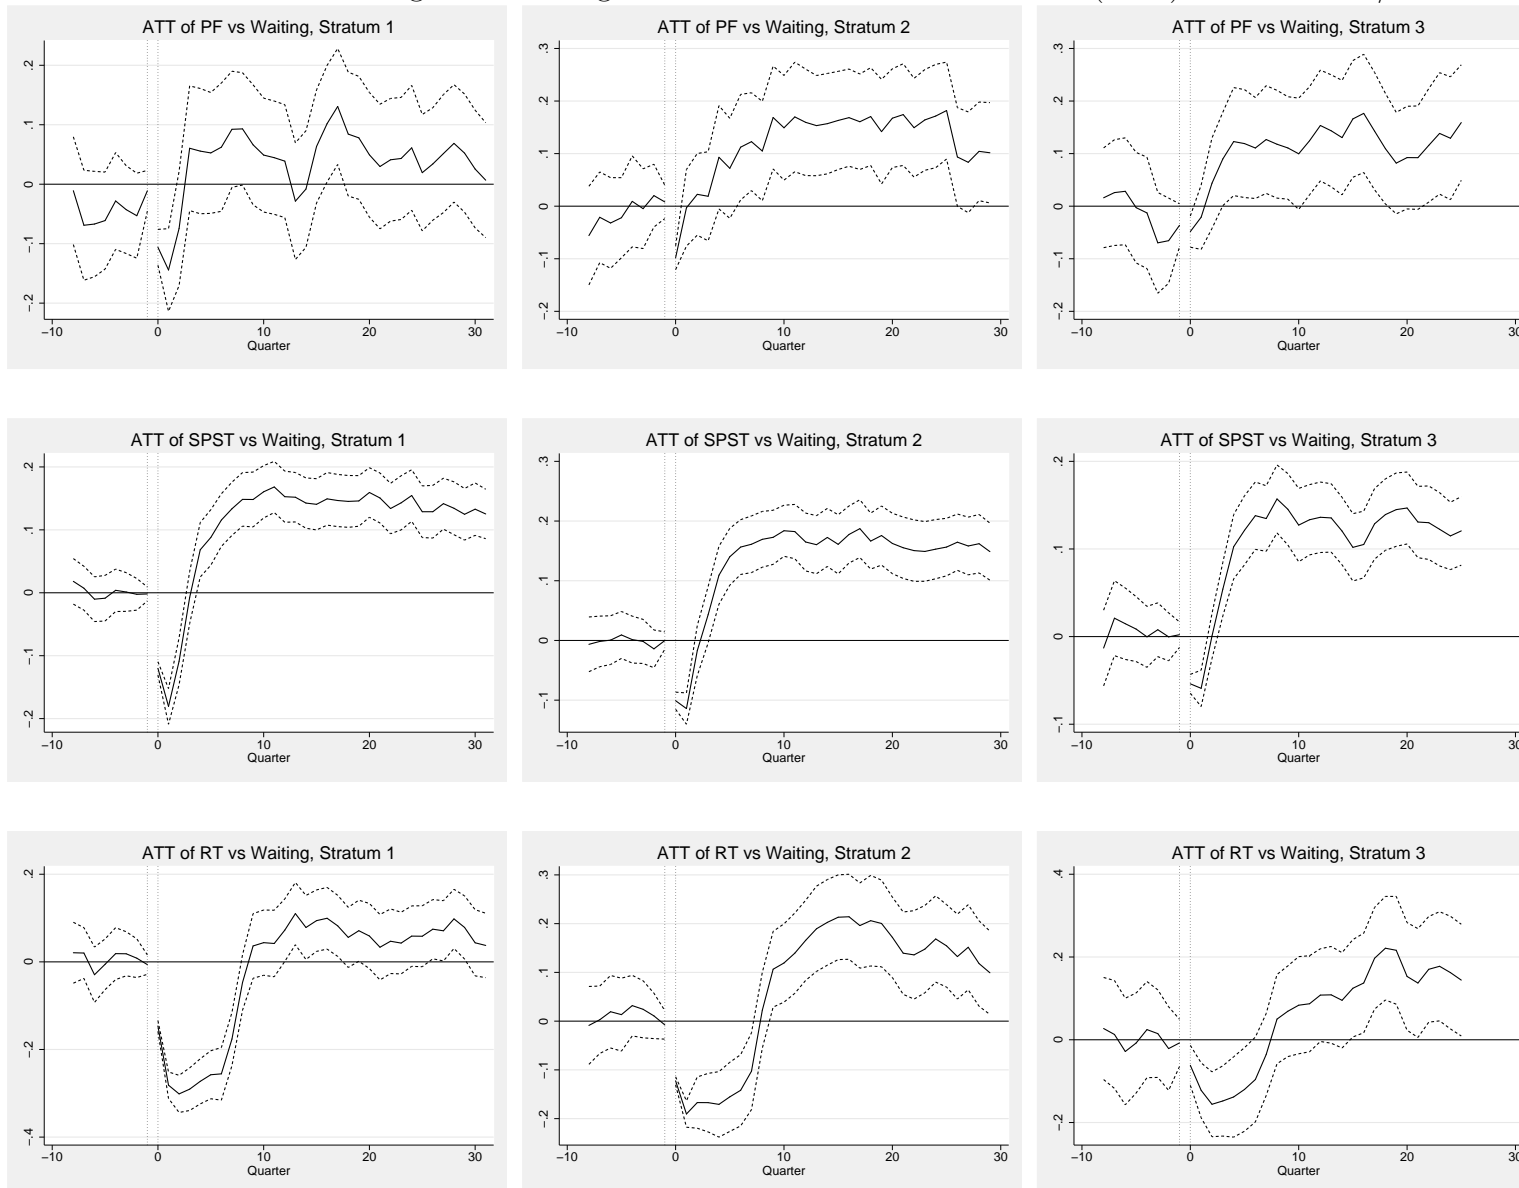 ATT of PF vs Waiting, Stratum 1
.2
.1
0
−.1
−.2
−10 0 10 20 30
Quarter
ATT of PF vs Waiting, Stratum 2
.3
.2
.1
0
−.1
−.2
−10 0 10 20 30
Quarter
ATT of PF vs Waiting, Stratum 3
.3
.2
.1
0
−.1
−.2
−10 0 10 20 30
Quarter
ATT of SPST vs Waiting, Stratum 1
.2
.1
0
−.1
−.2
−10 0 10 20 30
Quarter
ATT of SPST vs Waiting, Stratum 2
.3
.2
.1
0
−.1
−10 0 10 20 30
Quarter
ATT of SPST vs Waiting, Stratum 3
.2
.1
0
−.1
−10 0 10 20 30
Quarter
ATT of RT vs Waiting, Stratum 1
.2
0
−.2
−.4
−10 0 10 20 30
Quarter
ATT of RT vs Waiting, Stratum 2
.3
.2
.1
0
−.1
−.2
−10 0 10 20 30
Quarter
ATT of RT vs Waiting, Stratum 3
.4
.2
0
−.2
−10 0 10 20 30
Quarter